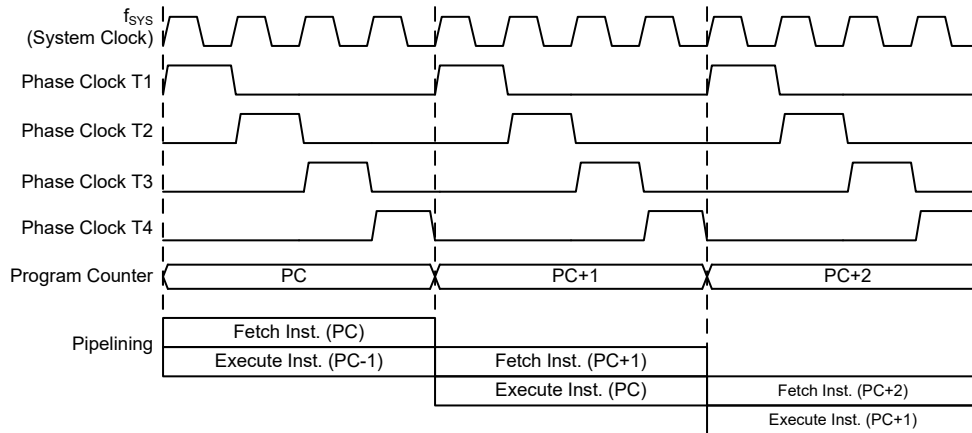 fSYS
(System Clock)
Phase Clock T1
Phase Clock T2
Phase Clock T3
Phase Clock T4
Program Counter PC PC+1 PC+2
Pipelining
Fetch Inst. (PC)
Execute Inst. (PC-1) Fetch Inst. (PC+1)
Execute Inst. (PC) Fetch Inst. (PC+2)
Execute Inst. (PC+1)